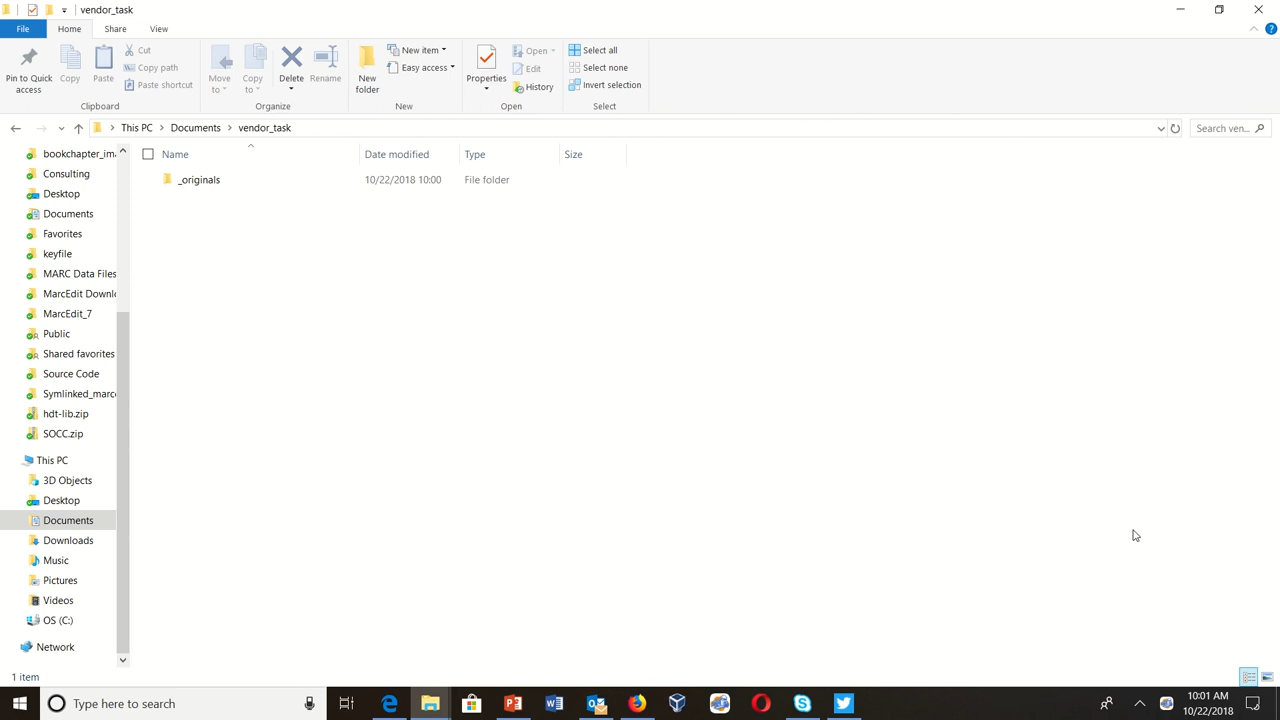 vendor_task
File Home Share View
Pin to Quick access
Copy
Paste
Cut
Copy path
Paste shortcut
Clipboard
Move to
Copy to
Delete
Rename
Organize
New folder
New item
Easy access
New
Properties
Open
Edit
History
Open
Select all
Select none
Invert selection
Select
This PC > Documents > vendor_task
Search ven...
Name Date modified Type Size
_originals 10/22/2018 10:00 File folder
bookchapter_ima
Consulting
Desktop
Documents
Favorites
keyfile
MARC Data Files
MarcEdit Downlo
MarcEdit_7
Public
Shared favorites
Source Code
Symlinked_marce
hdt-lib.zip
SOCC.zip
This PC
3D Objects
Desktop
Documents
Downloads
Music
Pictures
Videos
OS (C:)
Network
1 item
Type here to search
10:01 AM
10/22/2018